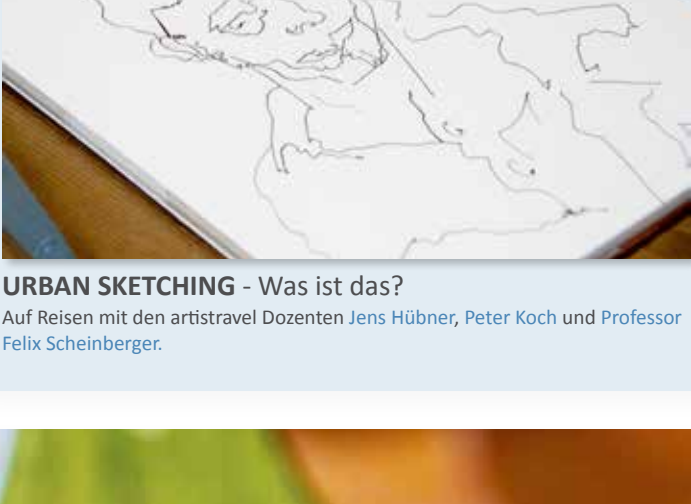 URBAN SKETCHING - Was ist das?
Auf Reisen mit den artistravel Dozenten Jens Hübner, Peter Koch und Professor
Felix Scheinberger.